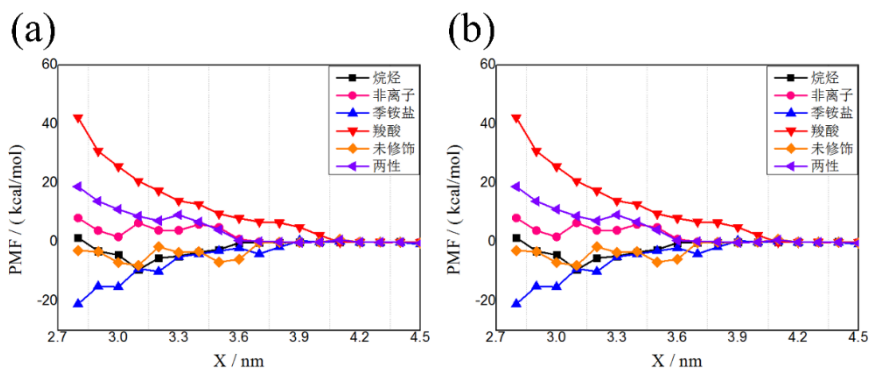 (a)
60
40
20
0
-20
PMF / ( kcal/mol)
烷烃
非离子
季铵盐
羧酸
未修饰
两性
2.7 3.0 3.3 3.6 3.9 4.2 4.5
X / nm
(b)
60
40
20
0
-20
PMF / ( kcal/mol)
烷烃
非离子
季铵盐
羧酸
未修饰
两性
2.7 3.0 3.3 3.6 3.9 4.2 4.5
X / nm